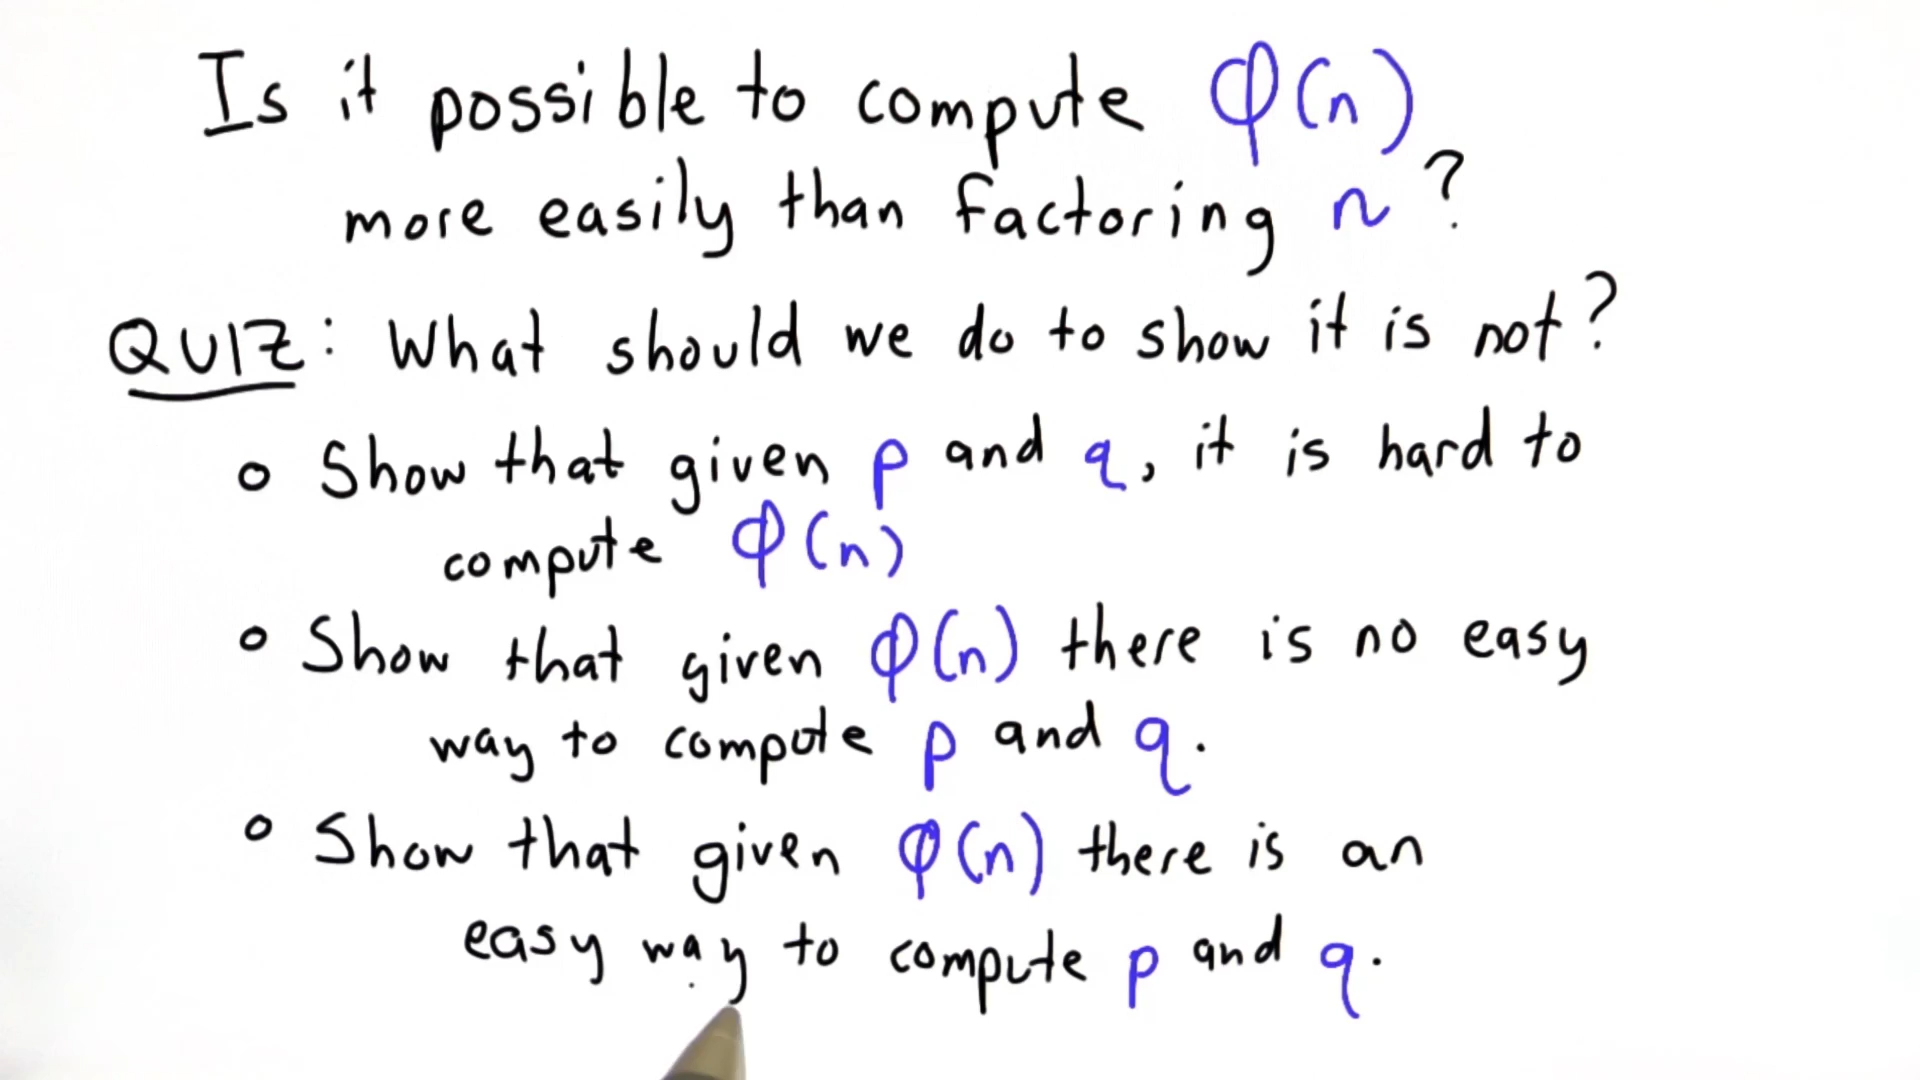 Is it possible to compute φ(n)
more easily than factoring n?
QUIZ: What should we do to show it is not?
o Show that given p and q, it is hard to
compute φ(n)
o Show that given φ(n) there is no easy
way to compute p and q.
o Show that given φ(n) there is an
easy way to compute p and q.